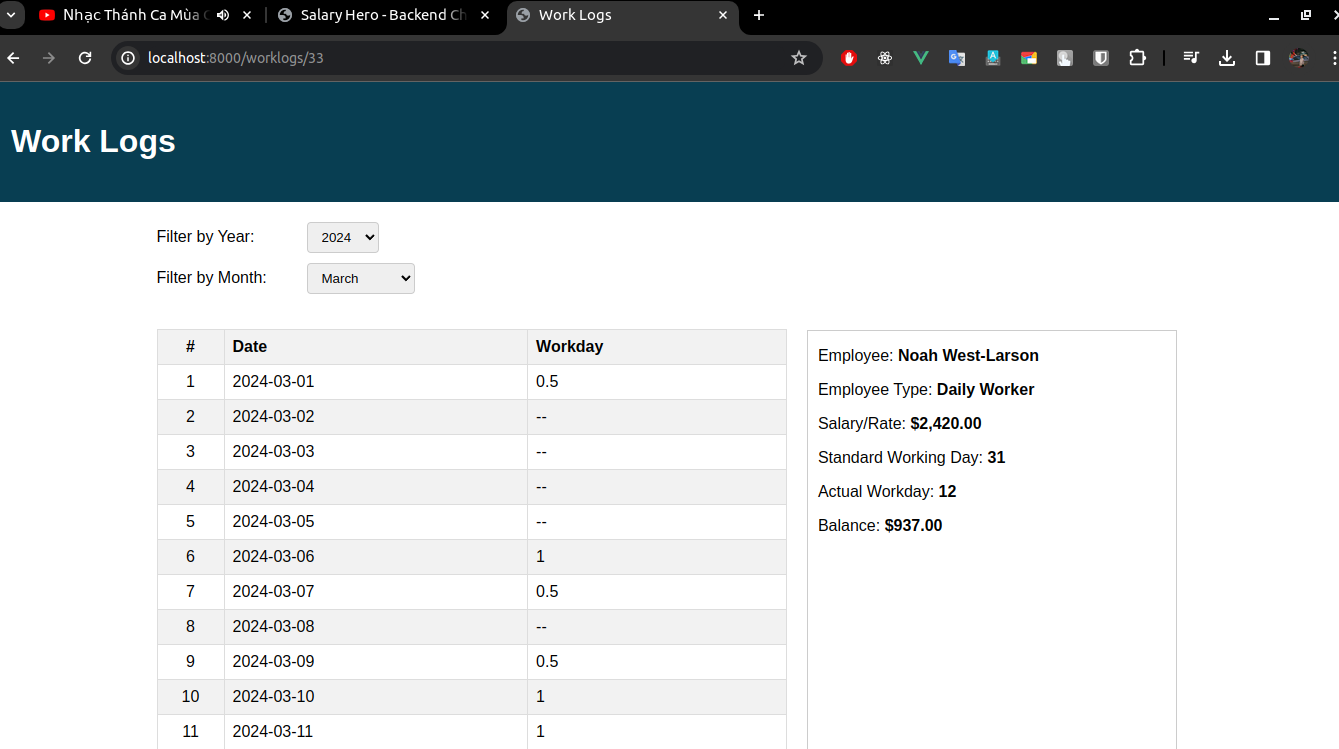 Nhạc Thánh Ca Mùa
Salary Hero - Backend Ch
Work Logs
localhost:8000/worklogs/33
Work Logs
Filter by Year:
2024
Filter by Month:
March
# Date Workday
1 2024-03-01 0.5
2 2024-03-02 --
3 2024-03-03 --
4 2024-03-04 --
5 2024-03-05 --
6 2024-03-06 1
7 2024-03-07 0.5
8 2024-03-08 --
9 2024-03-09 0.5
10 2024-03-10 1
11 2024-03-11 1
Employee: Noah West-Larson
Employee Type: Daily Worker
Salary/Rate: $2,420.00
Standard Working Day: 31
Actual Workday: 12
Balance: $937.00